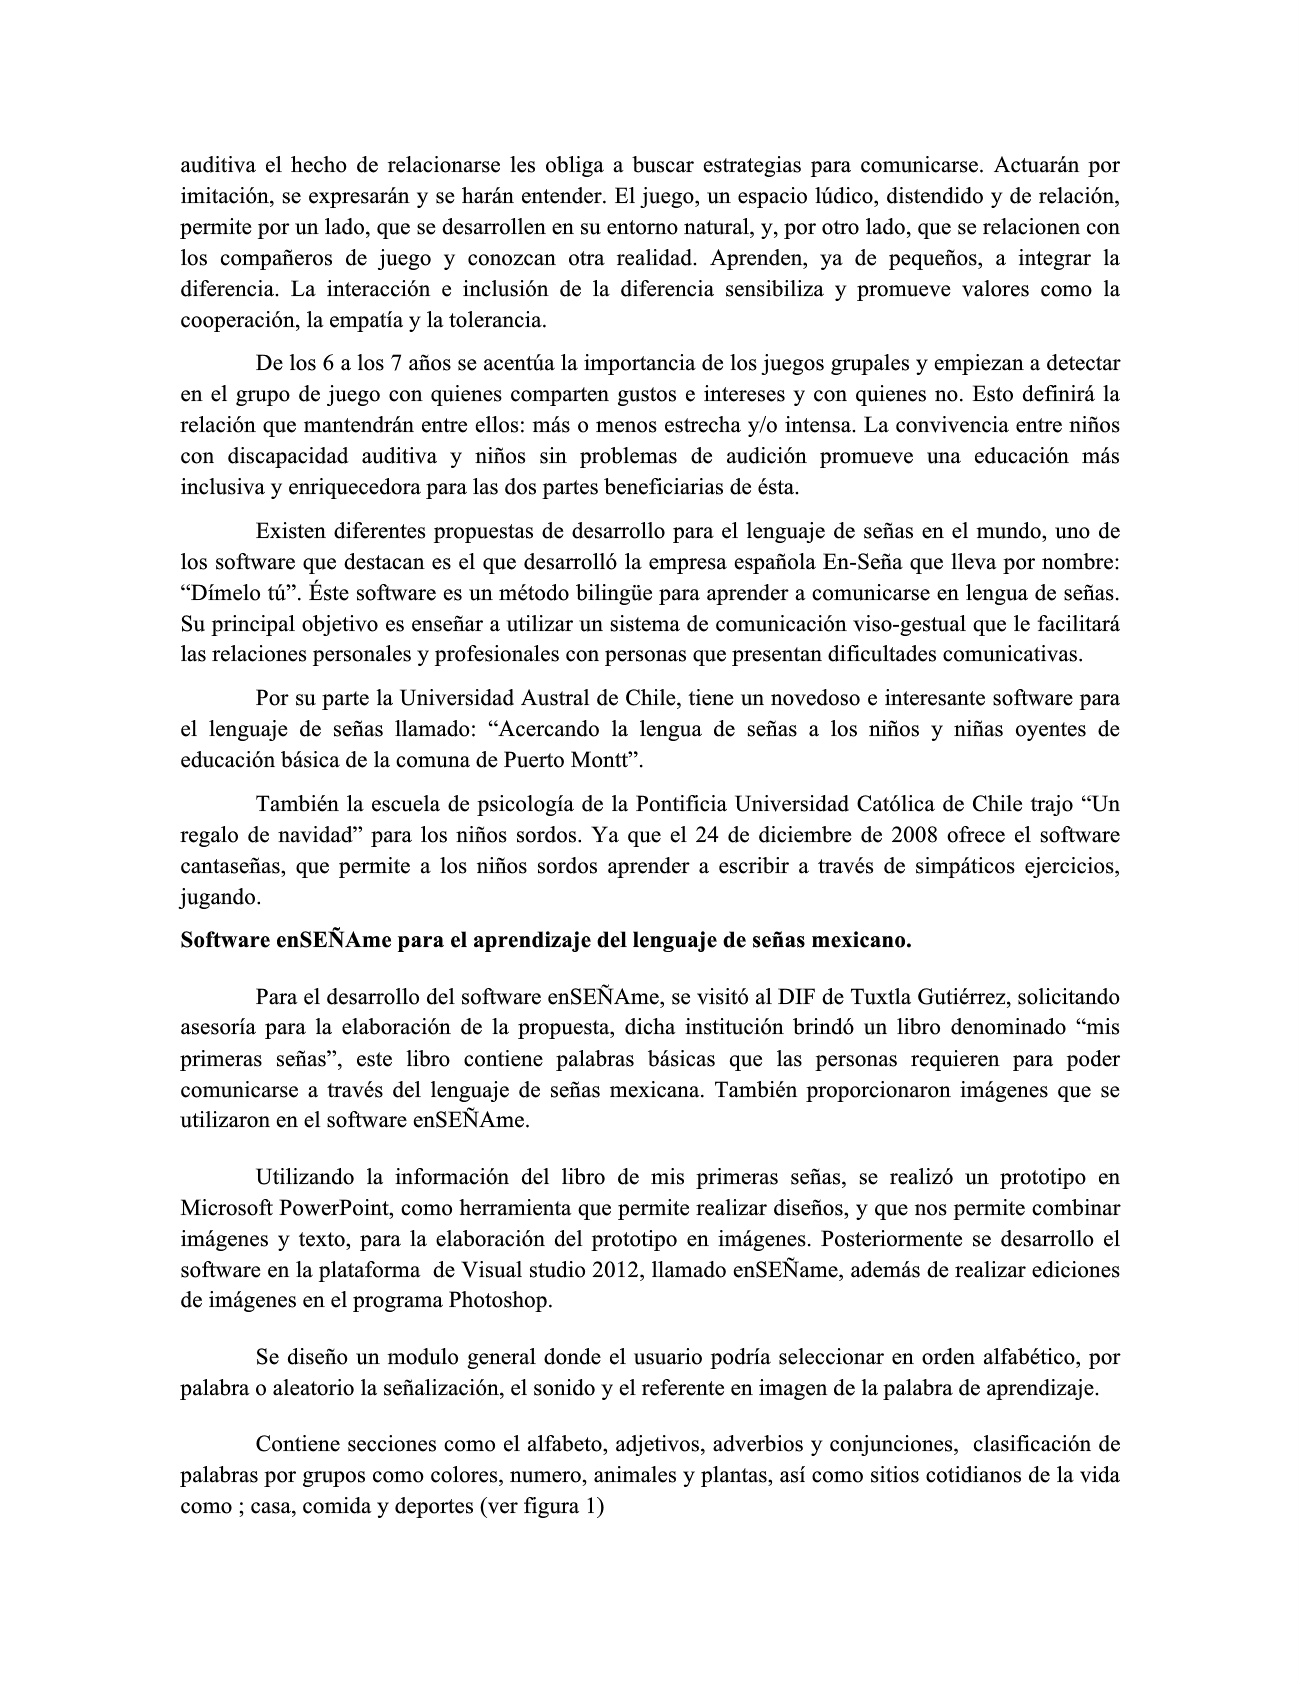 auditiva el hecho de relacionarse les obliga a buscar estrategias para comunicarse. Actuarán por
imitación, se expresarán y se harán entender. El juego, un espacio lúdico, distendido y de relación,
permite por un lado, que se desarrollen en su entorno natural, y, por otro lado, que se relacionen con
los compañeros de juego y conozcan otra realidad. Aprenden, ya de pequeños, a integrar la
diferencia. La interacción e inclusión de la diferencia sensibiliza y promueve valores como la
cooperación, la empatía y la tolerancia.
De los 6 a los 7 años se acentúa la importancia de los juegos grupales y empiezan a detectar
en el grupo de juego con quienes comparten gustos e intereses y con quienes no. Esto definirá la
relación que mantendrán entre ellos: más o menos estrecha y/o intensa. La convivencia entre niños
con discapacidad auditiva y niños sin problemas de audición promueve una educación más
inclusiva y enriquecedora para las dos partes beneficiarias de ésta.
Existen diferentes propuestas de desarrollo para el lenguaje de señas en el mundo, uno de
los software que destacan es el que desarrolló la empresa española En-Seña que lleva por nombre:
“Dímelo tú”. Éste software es un método bilingüe para aprender a comunicarse en lengua de señas.
Su principal objetivo es enseñar a utilizar un sistema de comunicación viso-gestual que le facilitará
las relaciones personales y profesionales con personas que presentan dificultades comunicativas.
Por su parte la Universidad Austral de Chile, tiene un novedoso e interesante software para
el lenguaje de señas llamado: “Acercando la lengua de señas a los niños y niñas oyentes de
educación básica de la comuna de Puerto Montt”.
También la escuela de psicología de la Pontificia Universidad Católica de Chile trajo “Un
regalo de navidad” para los niños sordos. Ya que el 24 de diciembre de 2008 ofrece el software
cantaseñas, que permite a los niños sordos aprender a escribir a través de simpáticos ejercicios,
jugando.
Software enSEÑAme para el aprendizaje del lenguaje de señas mexicano.
Para el desarrollo del software enSEÑAme, se visitó al DIF de Tuxtla Gutiérrez, solicitando
asesoría para la elaboración de la propuesta, dicha institución brindó un libro denominado “mis
primeras señas”, este libro contiene palabras básicas que las personas requieren para poder
comunicarse a través del lenguaje de señas mexicana. También proporcionaron imágenes que se
utilizaron en el software enSEÑAme.
Utilizando la información del libro de mis primeras señas, se realizó un prototipo en
Microsoft PowerPoint, como herramienta que permite realizar diseños, y que nos permite combinar
imágenes y texto, para la elaboración del prototipo en imágenes. Posteriormente se desarrollo el
software en la plataforma  de Visual studio 2012, llamado enSEÑame, además de realizar ediciones
de imágenes en el programa Photoshop.
Se diseño un modulo general donde el usuario podría seleccionar en orden alfabético, por
palabra o aleatorio la señalización, el sonido y el referente en imagen de la palabra de aprendizaje.
Contiene secciones como el alfabeto, adjetivos, adverbios y conjunciones,  clasificación de
palabras por grupos como colores, numero, animales y plantas, así como sitios cotidianos de la vida
como ; casa, comida y deportes (ver figura 1)